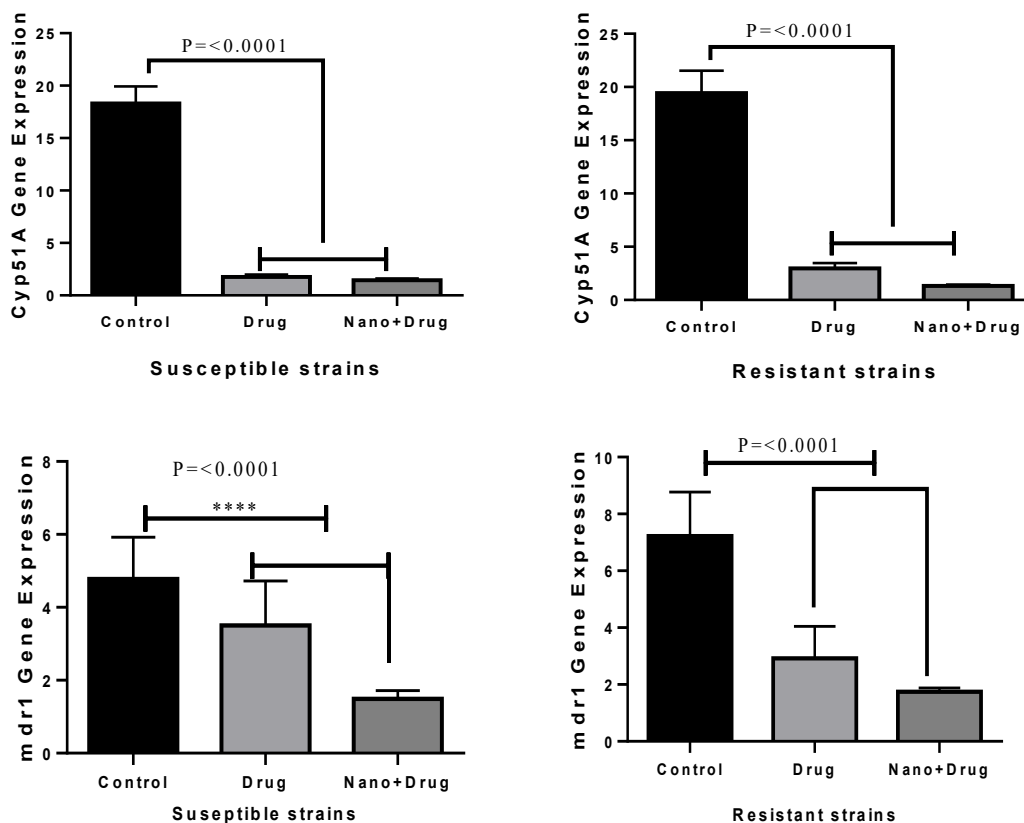 P=<0.0001
Cyp51A Gene Expression
25
20
15
10
5
0
Control Drug Nano+Drug
Susceptible strains
P=<0.0001
Cyp51A Gene Expression
25
20
15
10
5
0
Control Drug Nano+Drug
Resistant strains
P=<0.0001
****
mdr1 Gene Expression
8
6
4
2
0
Control Drug Nano+Drug
Suseptible strains
P=<0.0001
mdr1 Gene Expression
10
8
6
4
2
0
Control Drug Nano+Drug
Resistant strains